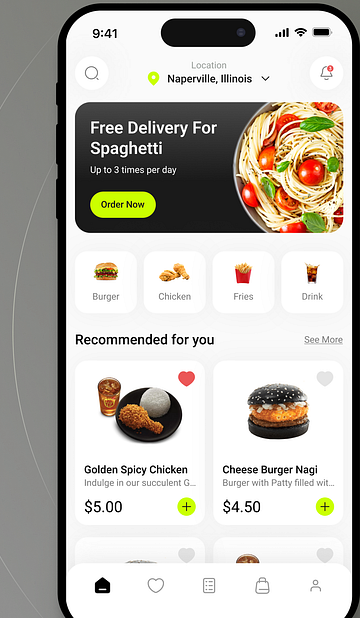 9:41
Location
Naperville, Illinois
Free Delivery For
Spaghetti
Up to 3 times per day
Order Now
Burger
Chicken
Fries
Drink
Recommended for you
See More
Golden Spicy Chicken
Indulge in our succulent G...
$5.00
Cheese Burger Nagi
Burger with Patty filled wit...
$4.50